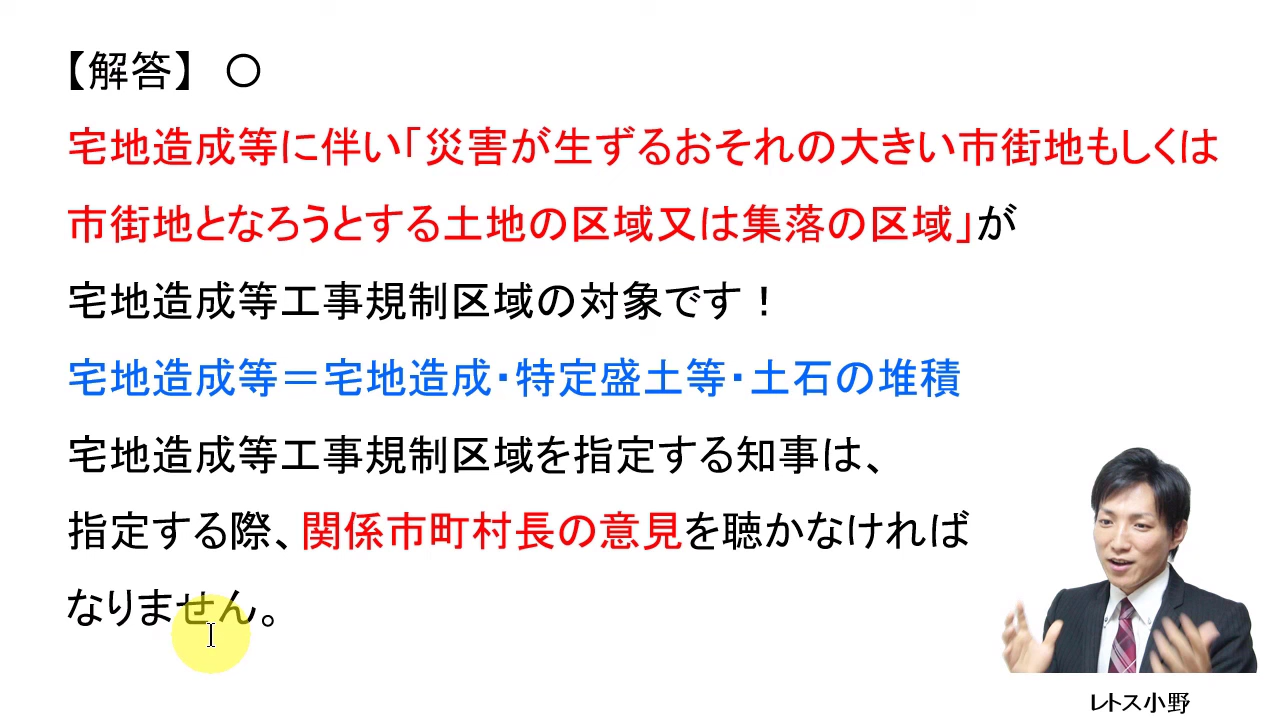 【解答】 〇
宅地造成等に伴い「災害が生ずるおそれの大きい市街地もしくは
市街地となろうとする土地の区域又は集落の区域」が
宅地造成等工事規制区域の対象です！
宅地造成等＝宅地造成・特定盛土等・土石の堆積
宅地造成等工事規制区域を指定する知事は、
指定する際、関係市町村長の意見を聴かなければ
なりません。
レトス小野